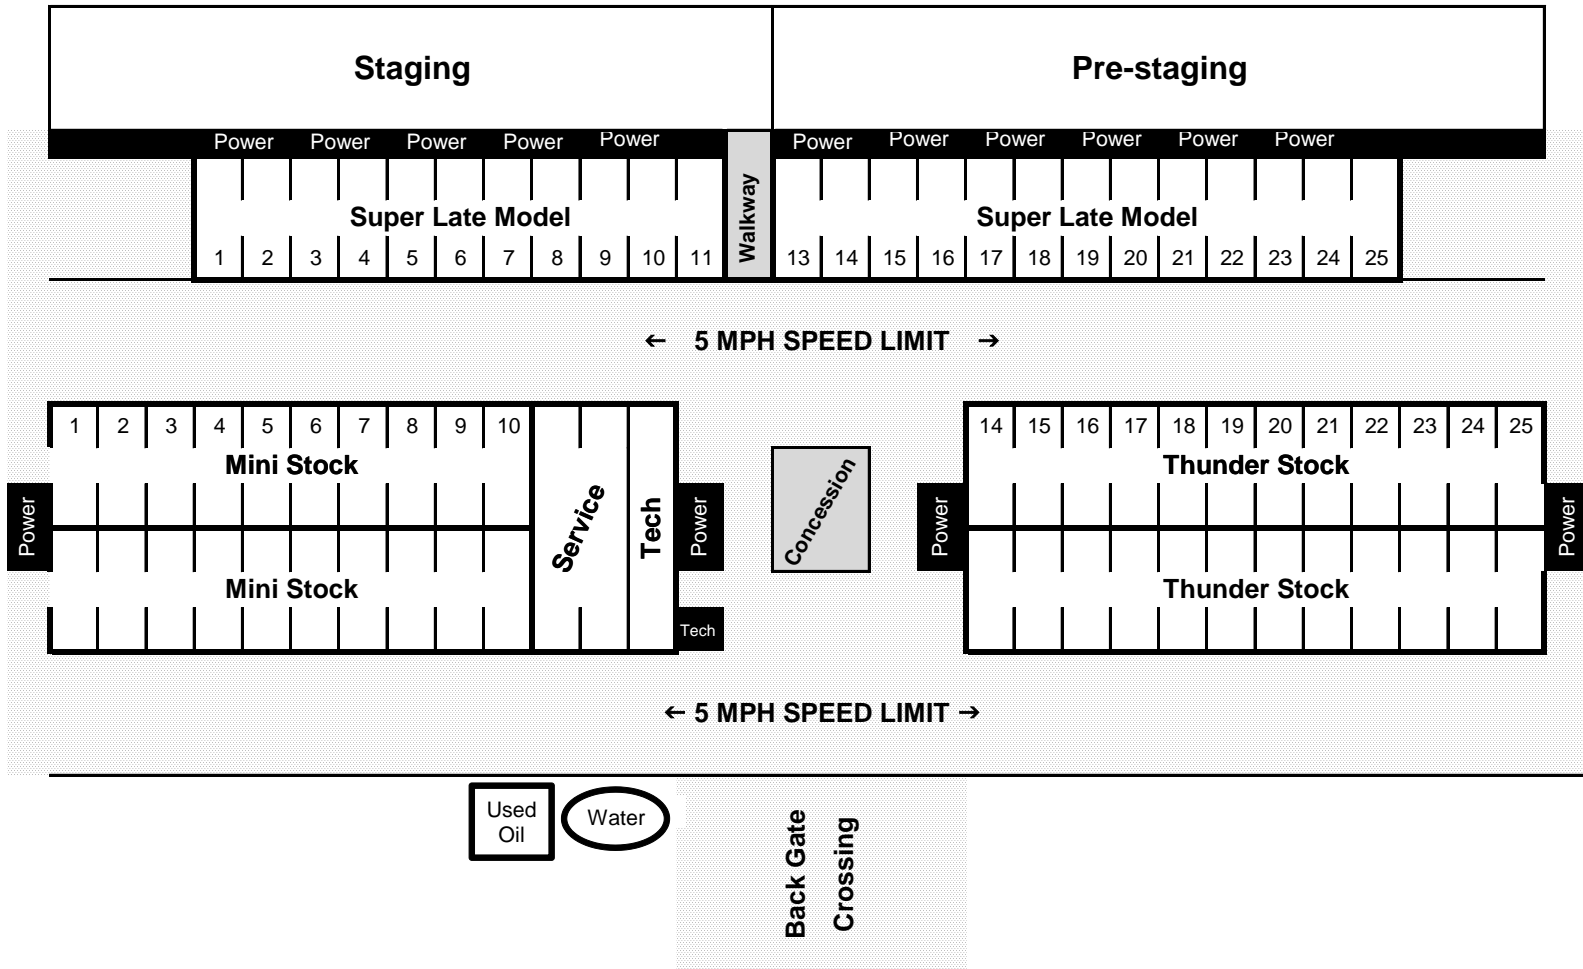 Staging Pre-staging
Power Power Power Power Power Power Power Power Power Power Power
Walkway
Super Late Model Super Late Model
1 2 3 4 5 6 7 8 9 10 11 13 14 15 16 17 18 19 20 21 22 23 24 25
← 5 MPH SPEED LIMIT →
1 2 3 4 5 6 7 8 9 10 14 15 16 17 18 19 20 21 22 23 24 25
Mini Stock Thunder Stock
Power Service Tech Power Concession Power Power
Mini Stock Thunder Stock
Tech
← 5 MPH SPEED LIMIT →
Used
Oil
Water
Back Gate
Crossing